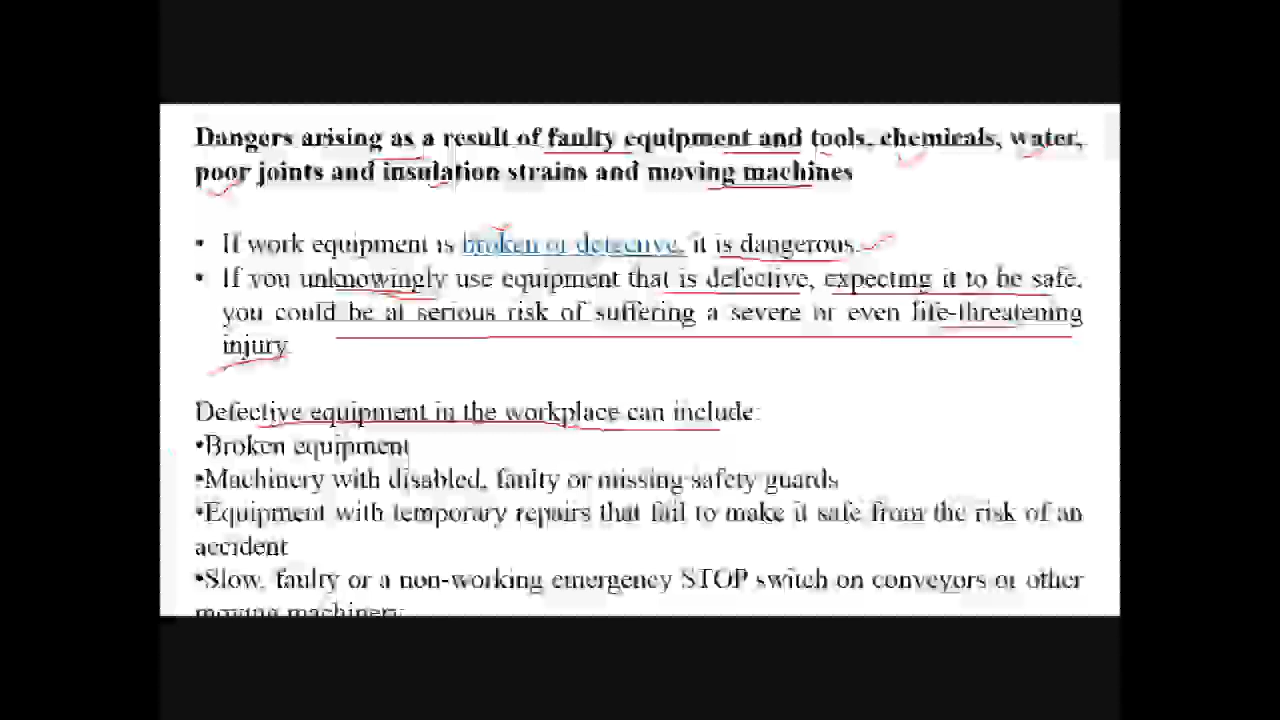 Dangers arising as a result of faulty equipment and tools, chemicals, water,
poor joints and insulation strains and moving machines
• If work equipment is broken or defective, it is dangerous.
• If you unknowingly use equipment that is defective, expecting it to be safe,
you could be at serious risk of suffering a severe or even life-threatening
injury.
Defective equipment in the workplace can include:
•Broken equipment
•Machinery with disabled, faulty or missing safety guards
•Equipment with temporary repairs that fail to make it safe from the risk of an
accident
•Slow, faulty or a non-working emergency STOP switch on conveyors or other
moving machinery